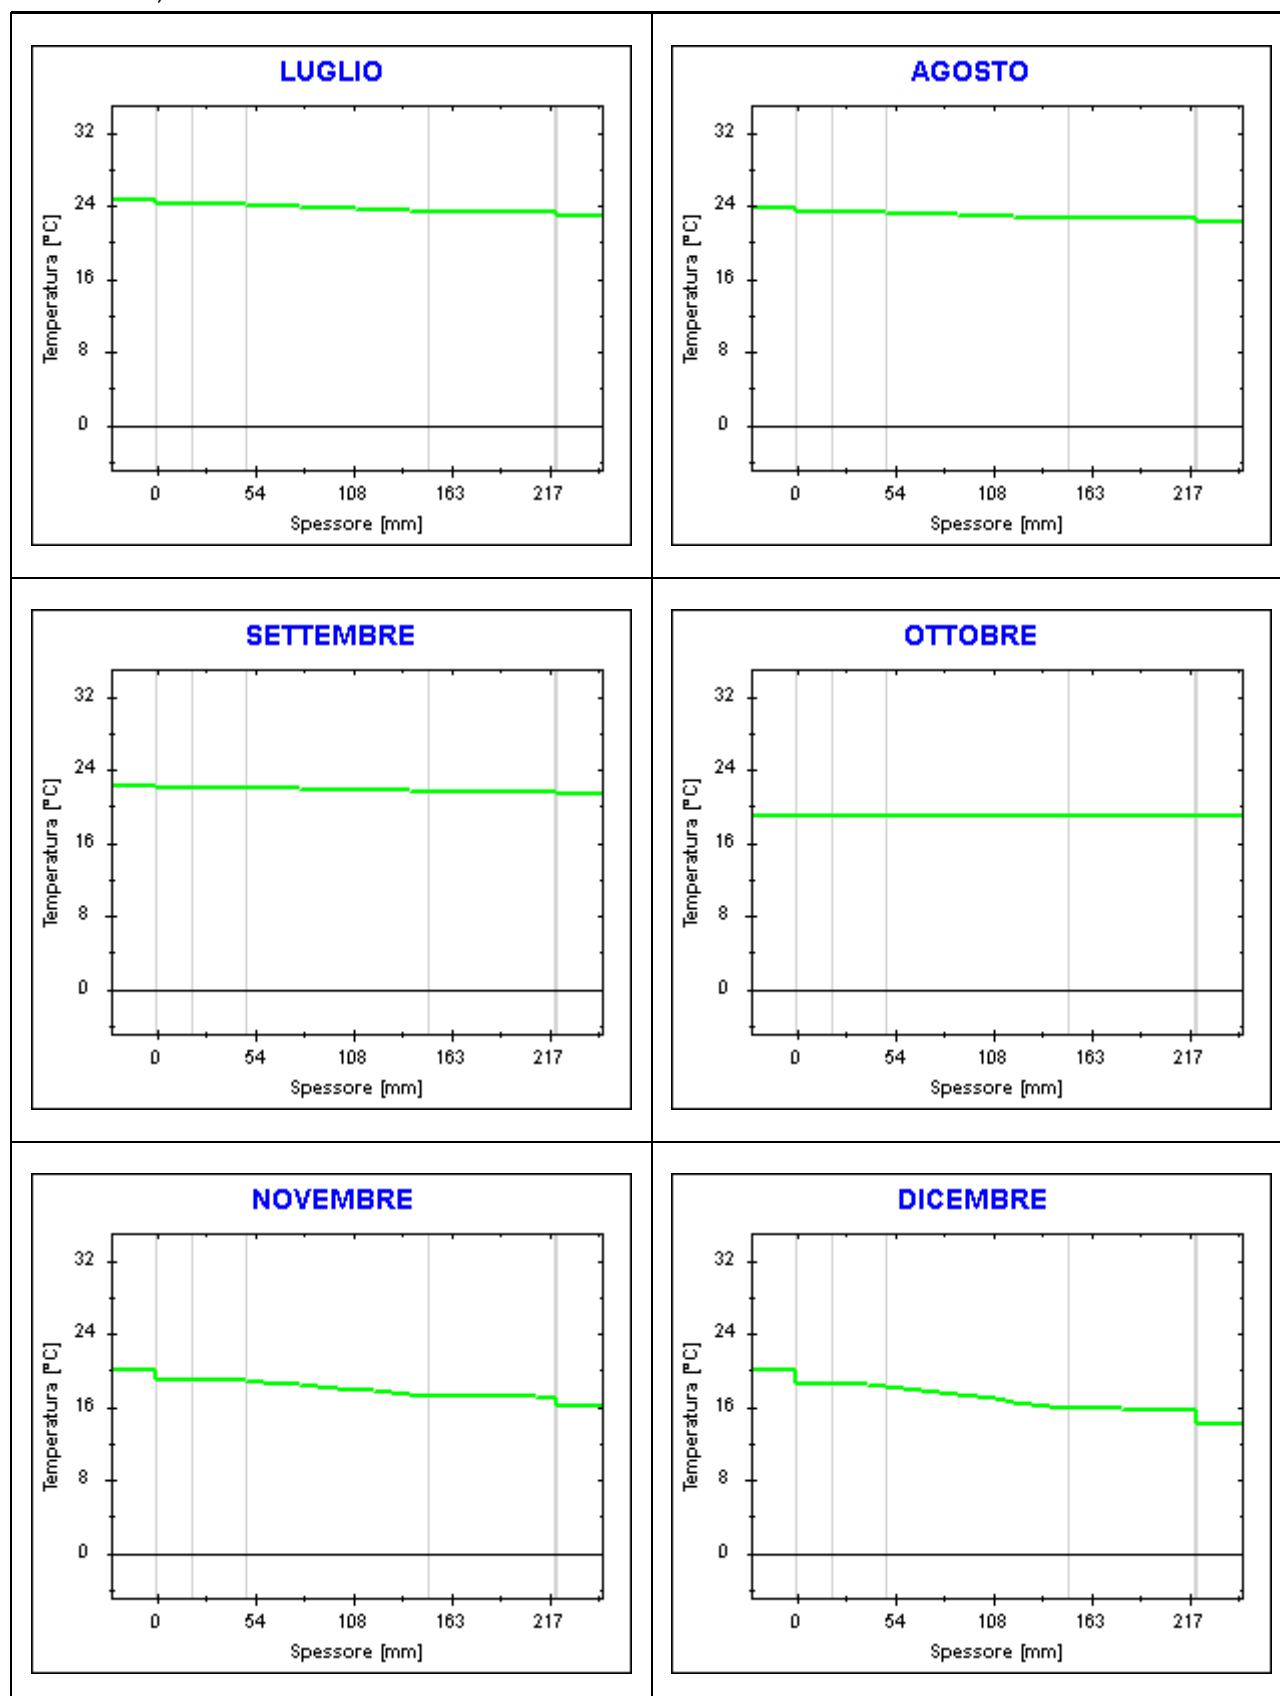 LUGLIO
32
24
16
8
0
Temperatura [°C]
0 54 108 163 217
Spessore [mm]
AGOSTO
32
24
16
8
0
Temperatura [°C]
0 54 108 163 217
Spessore [mm]
SETTEMBRE
32
24
16
8
0
Temperatura [°C]
0 54 108 163 217
Spessore [mm]
OTTOBRE
32
24
16
8
0
Temperatura [°C]
0 54 108 163 217
Spessore [mm]
NOVEMBRE
32
24
16
8
0
Temperatura [°C]
0 54 108 163 217
Spessore [mm]
DICEMBRE
32
24
16
8
0
Temperatura [°C]
0 54 108 163 217
Spessore [mm]